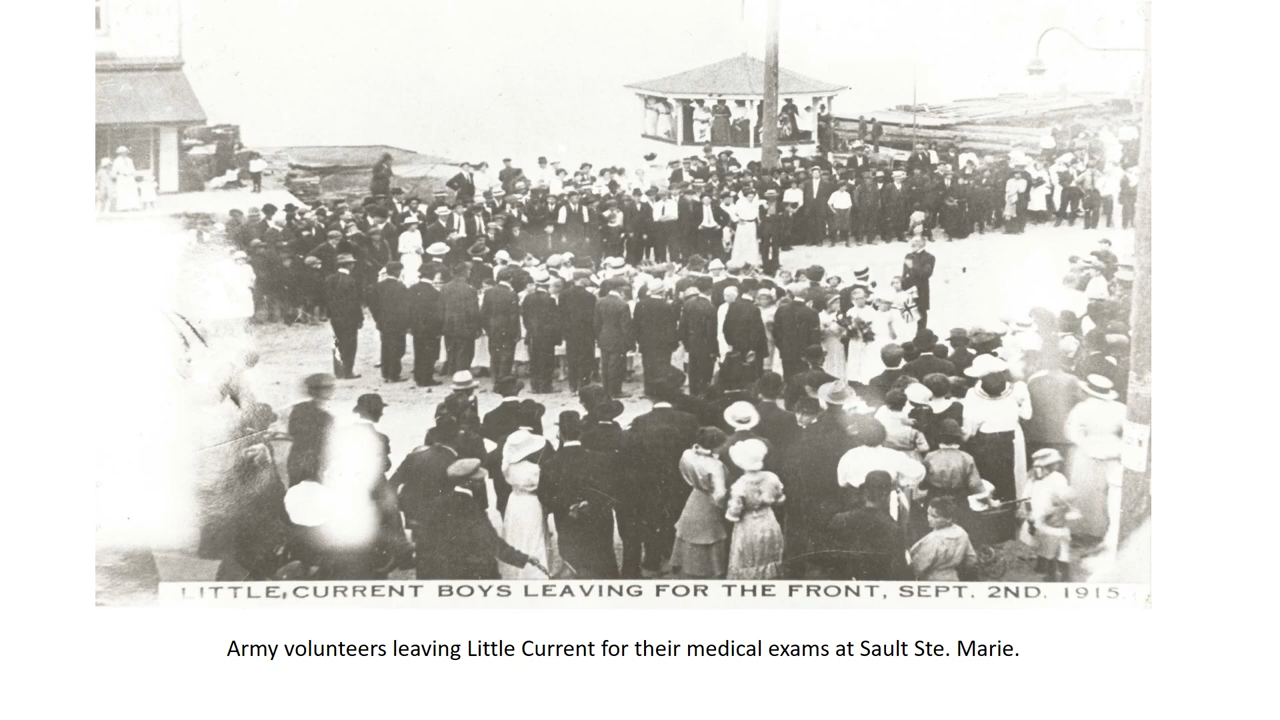 LITTLE CURRENT BOYS LEAVING FOR THE FRONT, SEPT. 2ND. 1915.
Army volunteers leaving Little Current for their medical exams at Sault Ste. Marie.